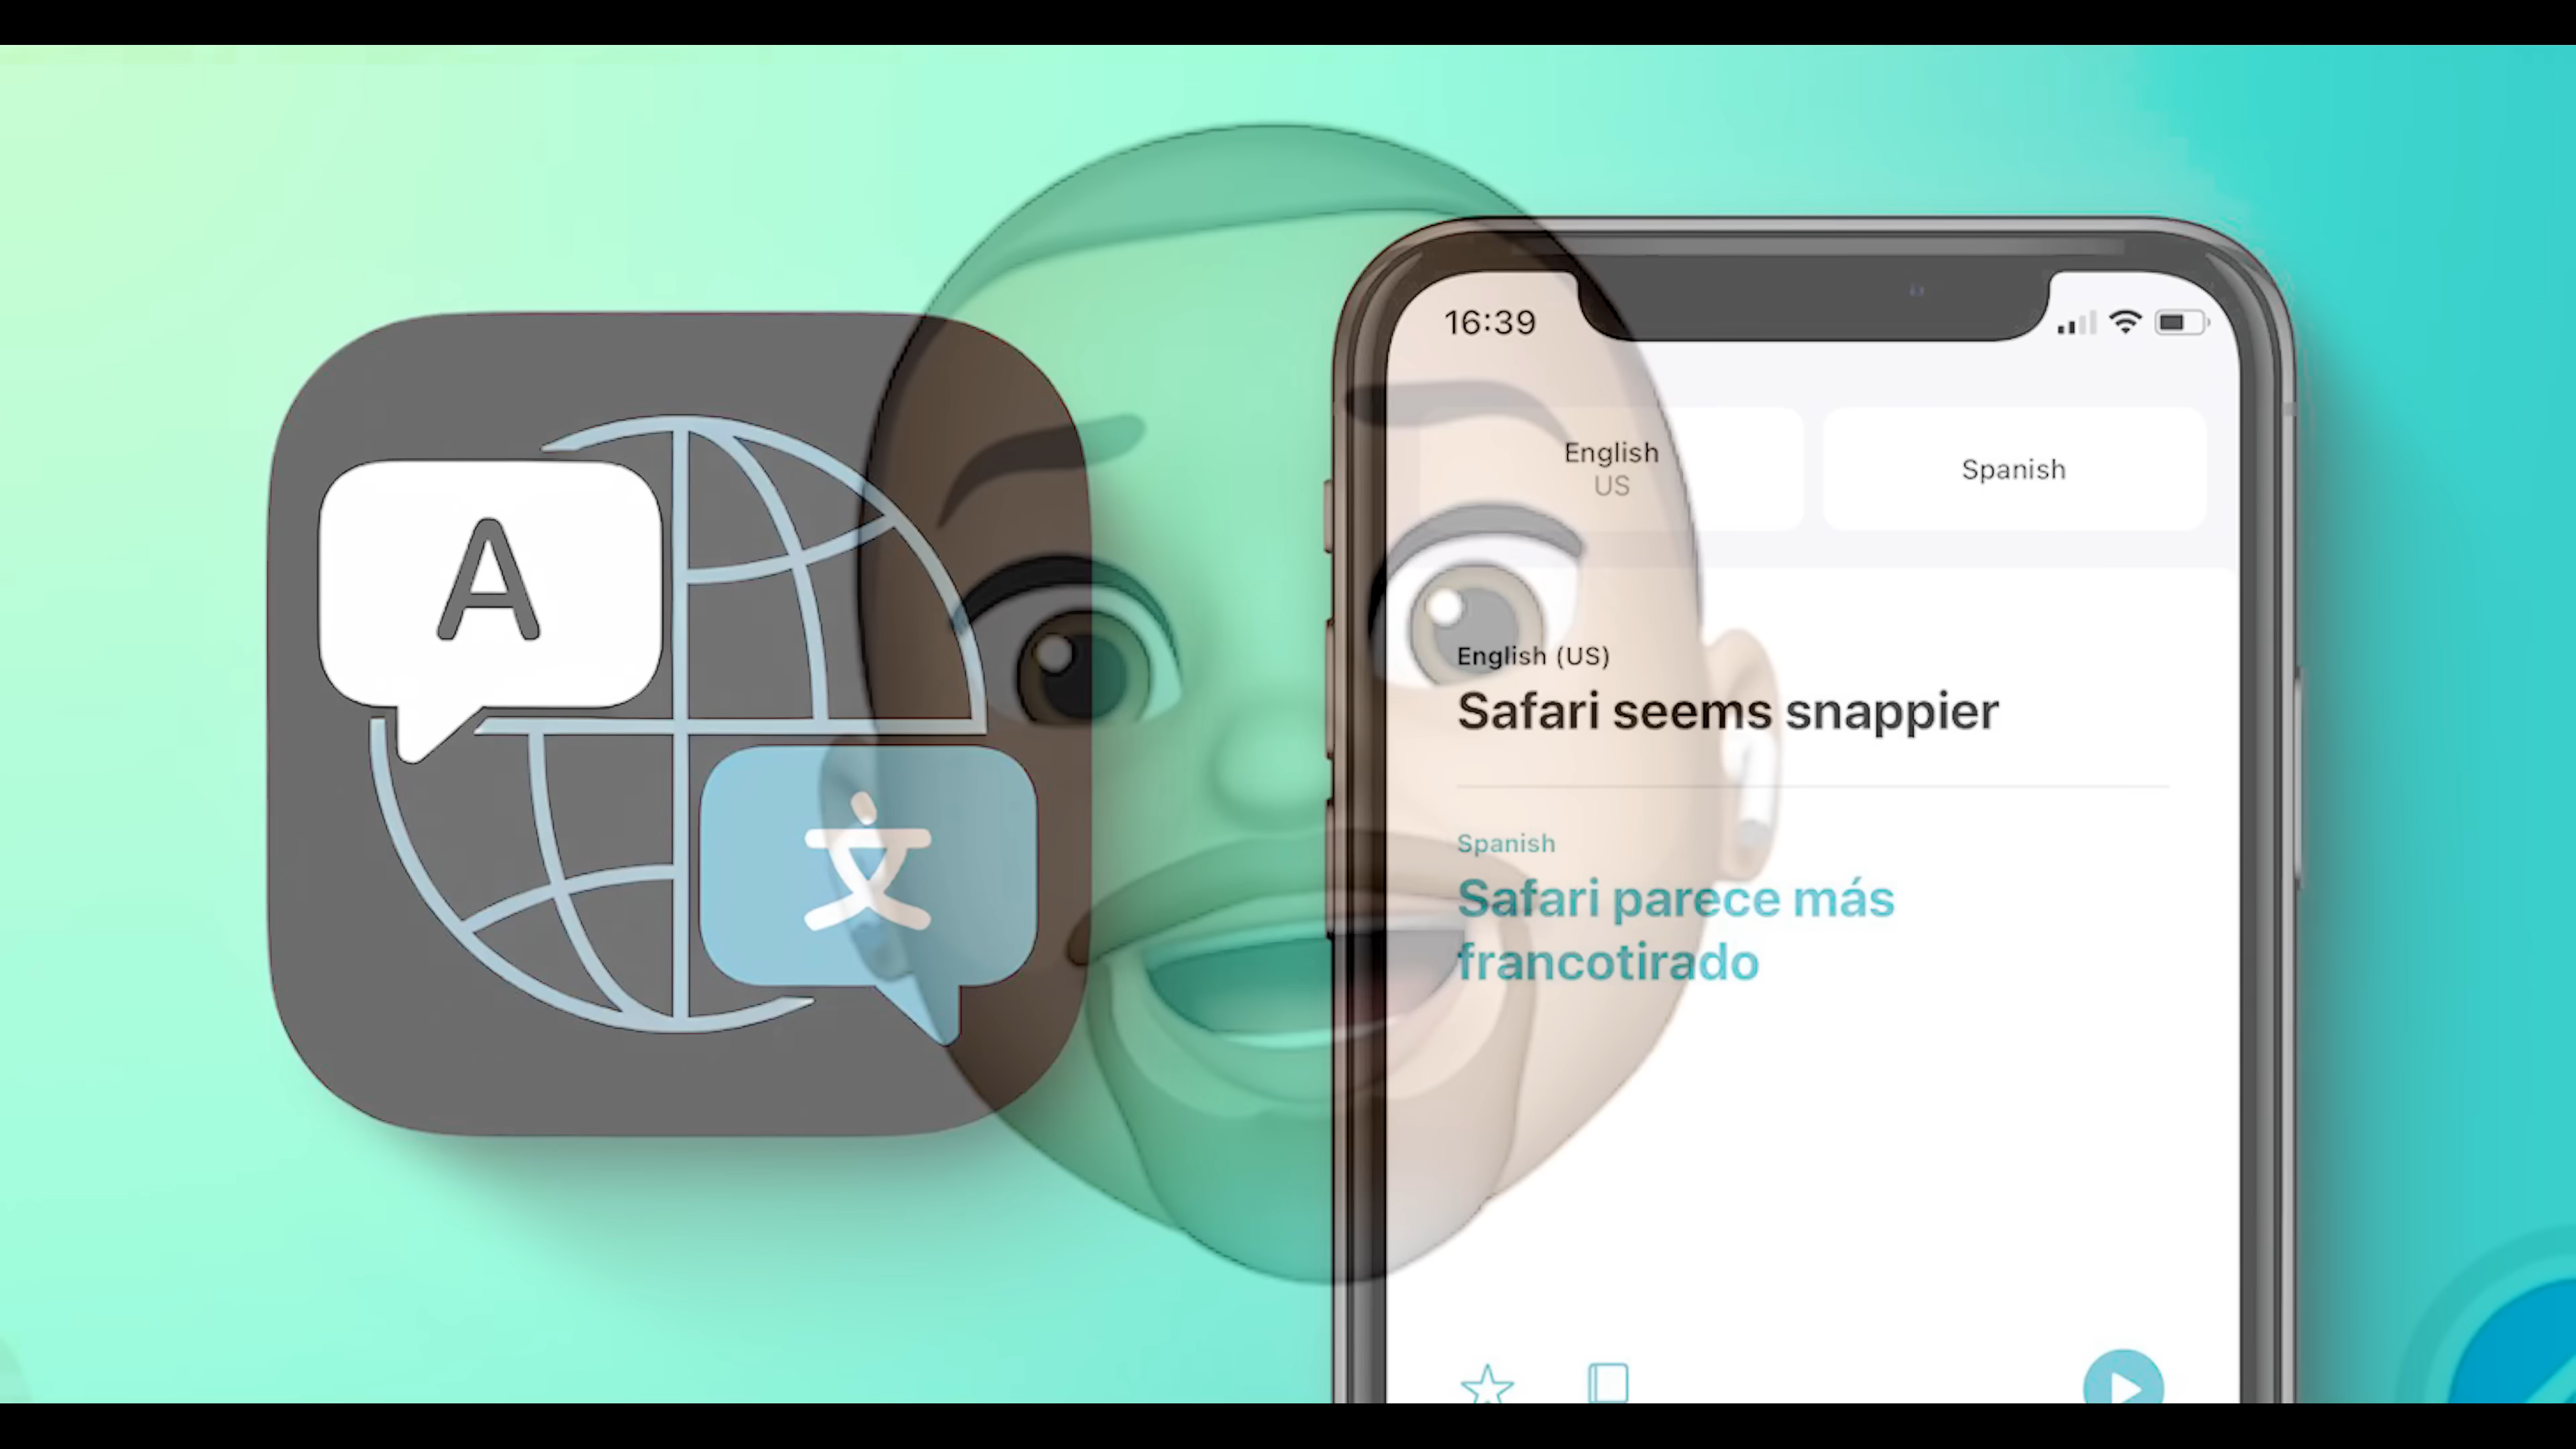 A
文
16:39
English
US
Spanish
English (US)
Safari seems snappier
Spanish
Safari parece más
francotirado